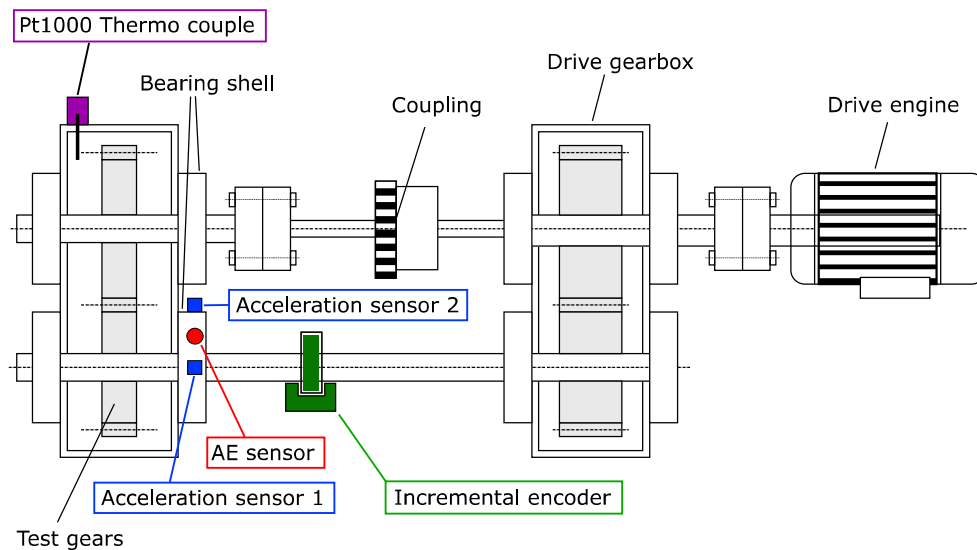 Pt1000 Thermo couple
Bearing shell
Coupling
Drive gearbox
Drive engine
Acceleration sensor 2
AE sensor
Acceleration sensor 1
Incremental encoder
Test gears